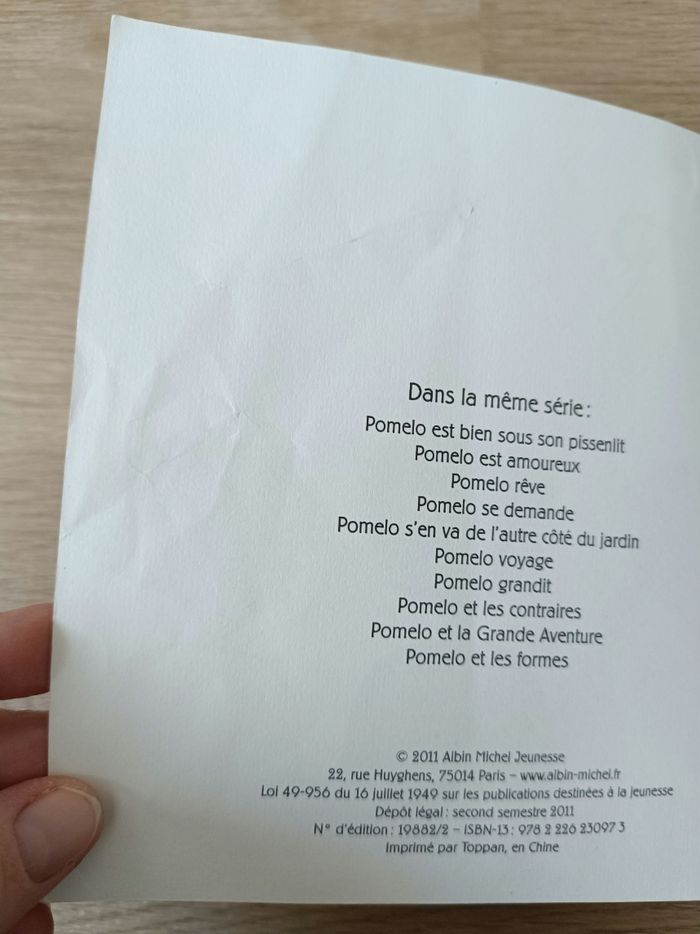 Dans la même série :
Pomelo est bien sous son pissenlit
Pomelo est amoureux
Pomelo rêve
Pomelo se demande
Pomelo s'en va de l'autre côté du jardin
Pomelo voyage
Pomelo grandit
Pomelo et les contraires
Pomelo et la Grande Aventure
Pomelo et les formes
© 2011 Albin Michel Jeunesse
22, rue Huyghens, 75014 Paris – www.albin-michel.fr
Loi 49-956 du 16 juillet 1949 sur les publications destinées à la jeunesse
Dépôt légal : second semestre 2011
N° d'édition : 19882/2 – ISBN-13 : 978 2 226 23097 3
Imprimé par Toppan, en Chine